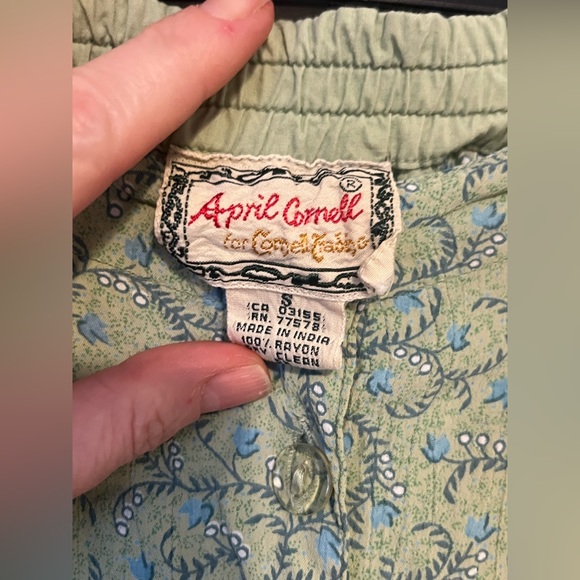 April Cornell ®
for Cornell Trading
S
CA 03155
RN. 77578
MADE IN INDIA
100% RAYON
DRY CLEAN